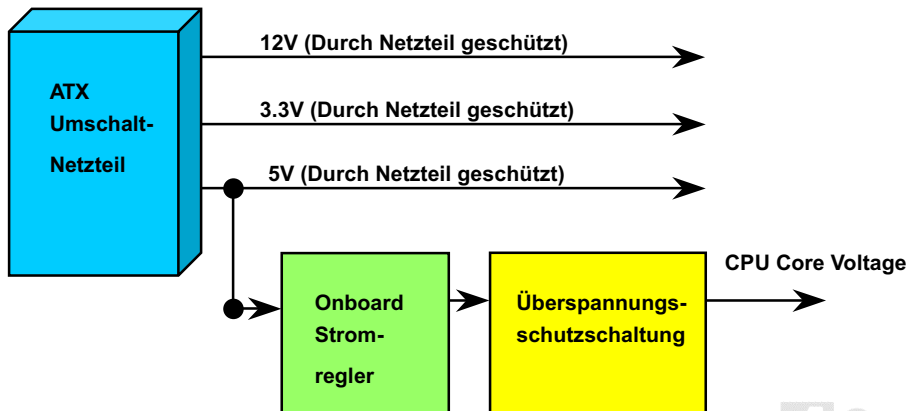 12V (Durch Netzteil geschützt)
ATX
Umschalt-
Netzteil
3.3V (Durch Netzteil geschützt)
5V (Durch Netzteil geschützt)
CPU Core Voltage
Onboard
Strom-
regler
Überspannungs-
schutzschaltung